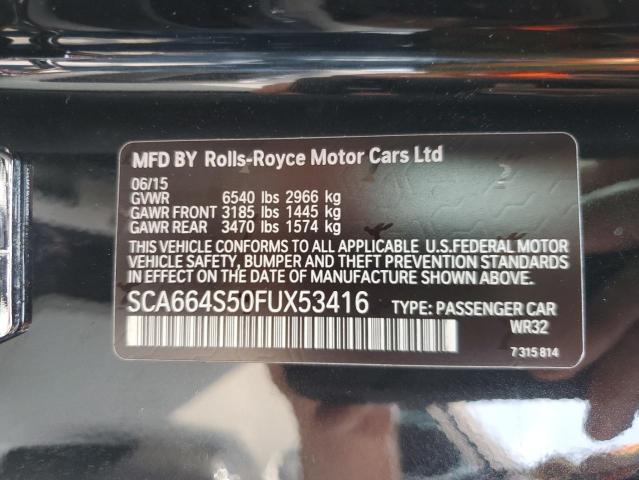 MFD BY Rolls-Royce Motor Cars Ltd
06/15
GVWR 6540 lbs 2966 kg
GAWR FRONT 3185 lbs 1445 kg
GAWR REAR 3470 lbs 1574 kg
THIS VEHICLE CONFORMS TO ALL APPLICABLE U.S.FEDERAL MOTOR
VEHICLE SAFETY, BUMPER AND THEFT PREVENTION STANDARDS
IN EFFECT ON THE DATE OF MANUFACTURE SHOWN ABOVE.
SCA664S50FUX53416 TYPE: PASSENGER CAR
WR32
7 315 814